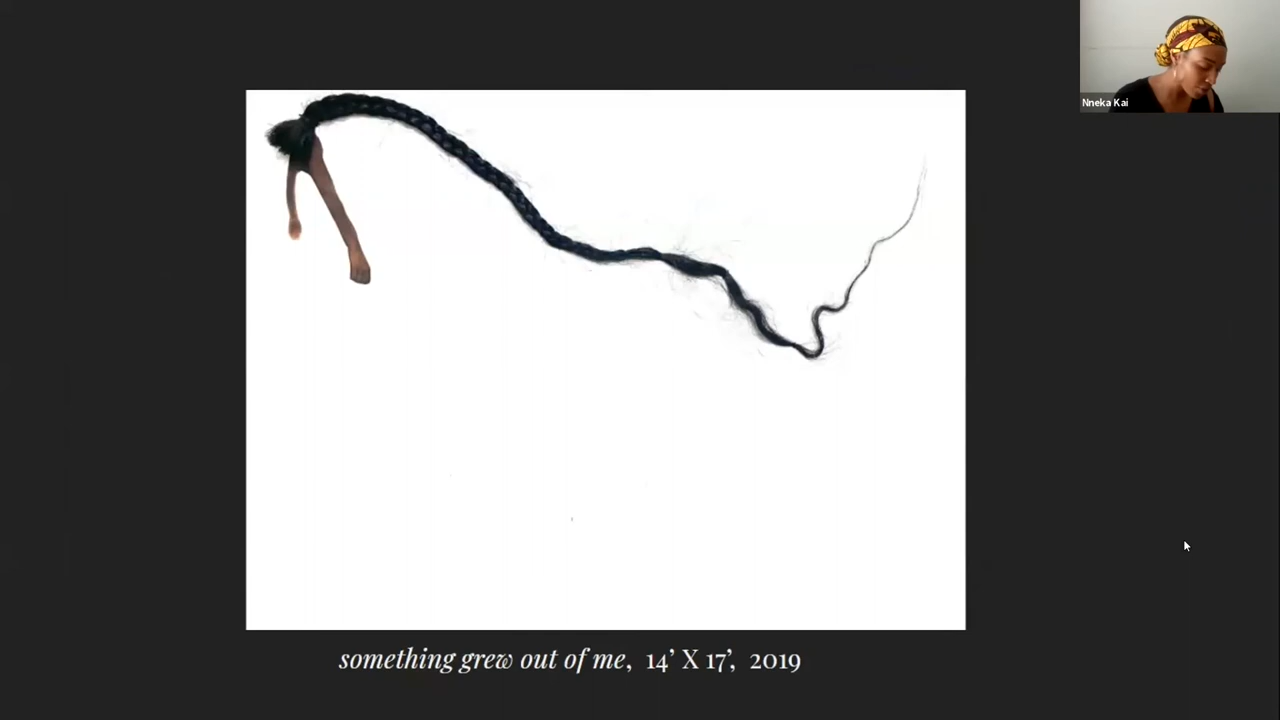 Nneka Kai
something grew out of me, 14’ X 17’, 2019